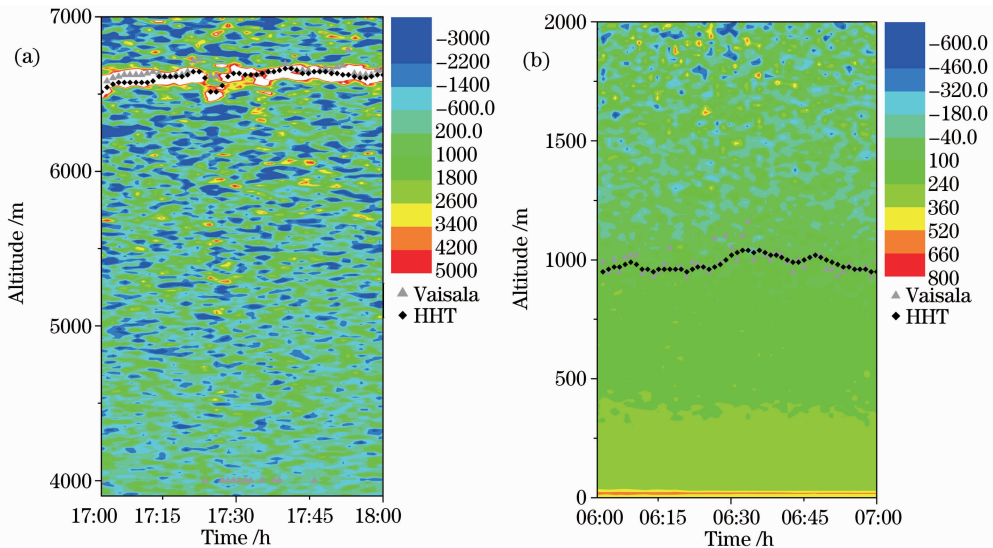 (a)
Altitude /m
7000
6000
5000
4000
17:00 17:15 17:30 17:45 18:00
Time /h
−3000
−2200
−1400
−600.0
200.0
1000
1800
2600
3400
4200
5000
Vaisala
HHT
(b)
Altitude /m
2000
1500
1000
500
0
06:00 06:15 06:30 06:45 07:00
Time /h
−600.0
−460.0
−320.0
−180.0
−40.0
100
240
360
520
660
800
Vaisala
HHT